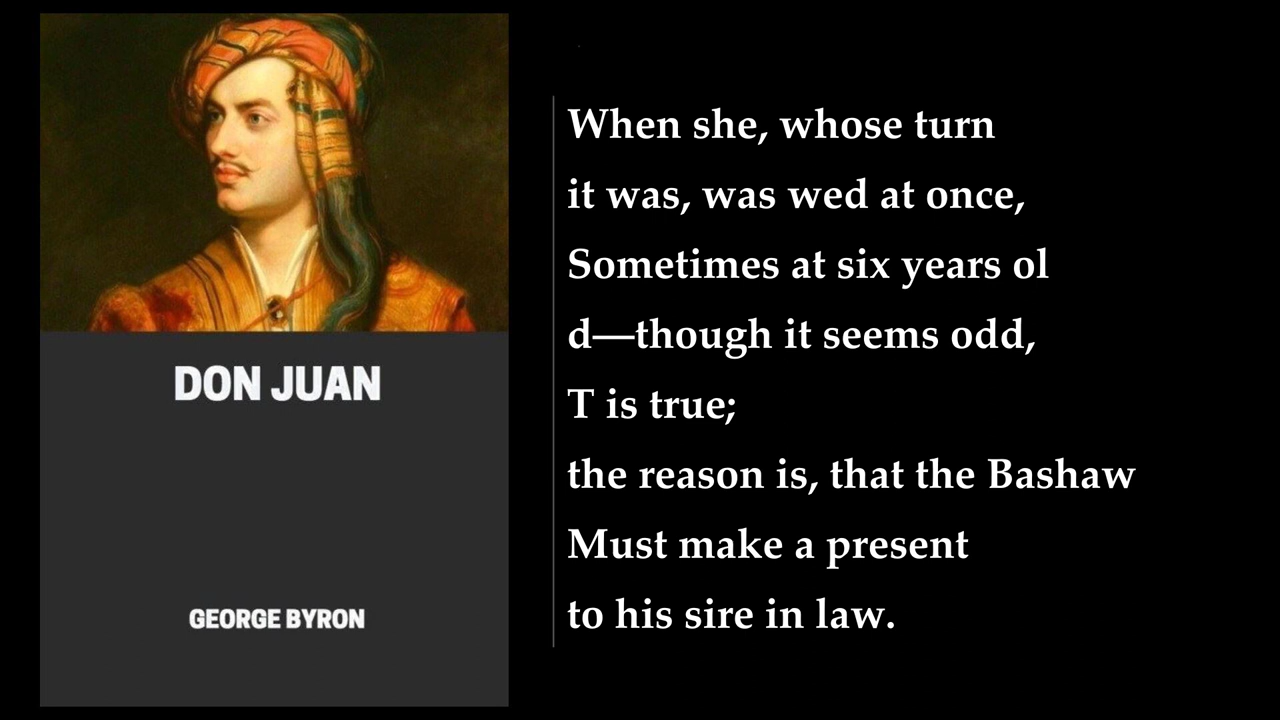 DON JUAN
GEORGE BYRON
When she, whose turn
it was, was wed at once,
Sometimes at six years ol
d—though it seems odd,
T is true;
the reason is, that the Bashaw
Must make a present
to his sire in law.